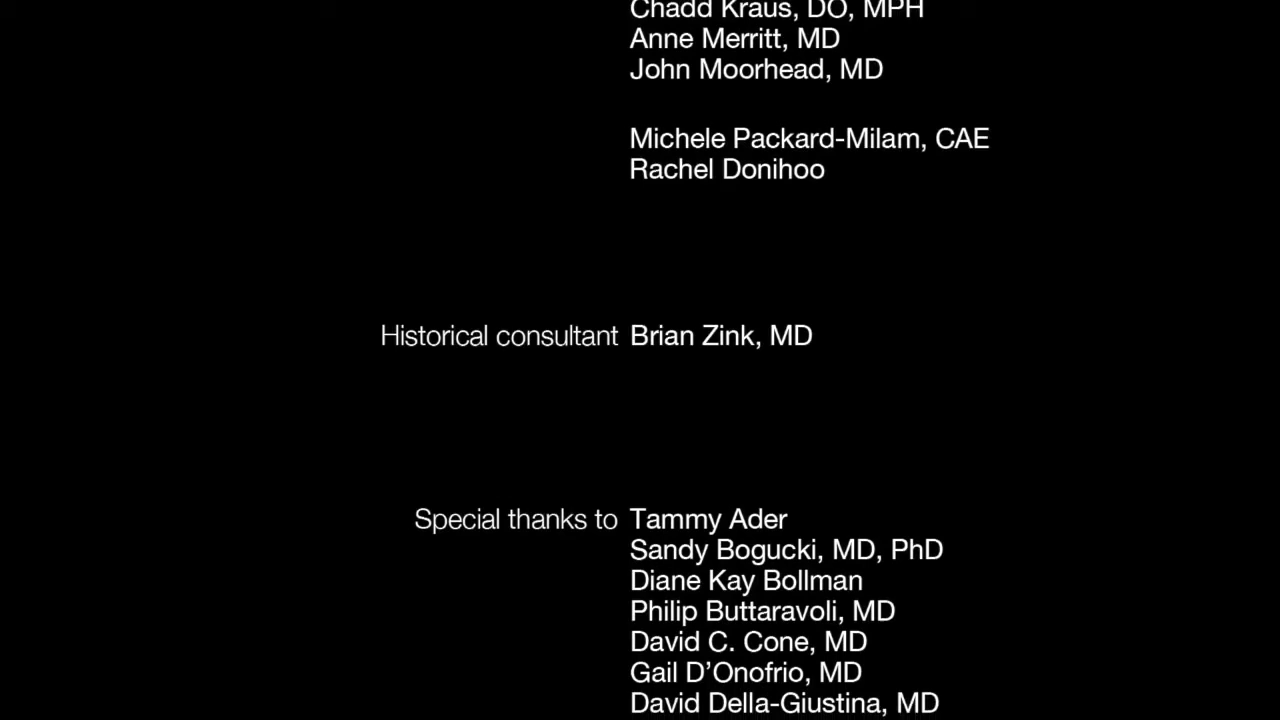 Chadd Kraus, DO, MPH
Anne Merritt, MD
John Moorhead, MD
Michele Packard-Milam, CAE
Rachel Donihoo
Historical consultant Brian Zink, MD
Special thanks to Tammy Ader
Sandy Bogucki, MD, PhD
Diane Kay Bollman
Philip Buttaravoli, MD
David C. Cone, MD
Gail D’Onofrio, MD
David Della-Giustina, MD